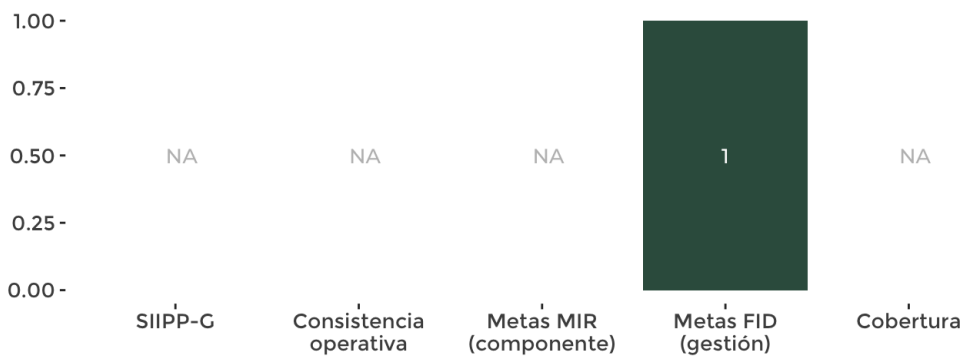 1.00
0.75
0.50
0.25
0.00
NA
NA
NA
1
NA
SIIPP-G
Consistencia
operativa
Metas MIR
(componente)
Metas FID
(gestión)
Cobertura